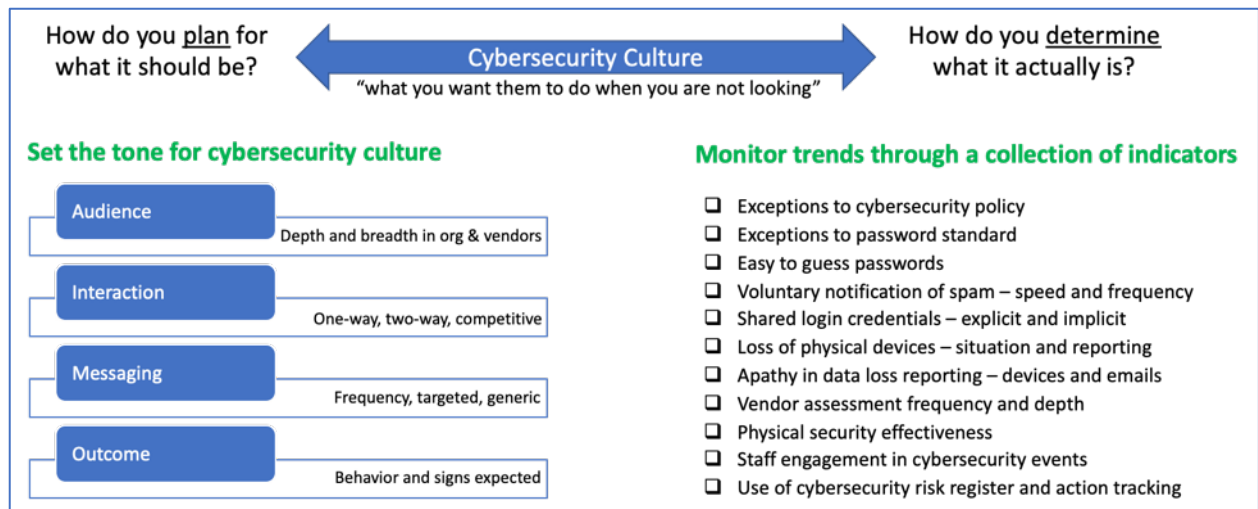 How do you plan for
what it should be?
Cybersecurity Culture
“what you want them to do when you are not looking”
How do you determine
what it actually is?
Set the tone for cybersecurity culture
Audience
Depth and breadth in org & vendors
Interaction
One-way, two-way, competitive
Messaging
Frequency, targeted, generic
Outcome
Behavior and signs expected
Monitor trends through a collection of indicators
❑ Exceptions to cybersecurity policy
❑ Exceptions to password standard
❑ Easy to guess passwords
❑ Voluntary notification of spam – speed and frequency
❑ Shared login credentials – explicit and implicit
❑ Loss of physical devices – situation and reporting
❑ Apathy in data loss reporting – devices and emails
❑ Vendor assessment frequency and depth
❑ Physical security effectiveness
❑ Staff engagement in cybersecurity events
❑ Use of cybersecurity risk register and action tracking